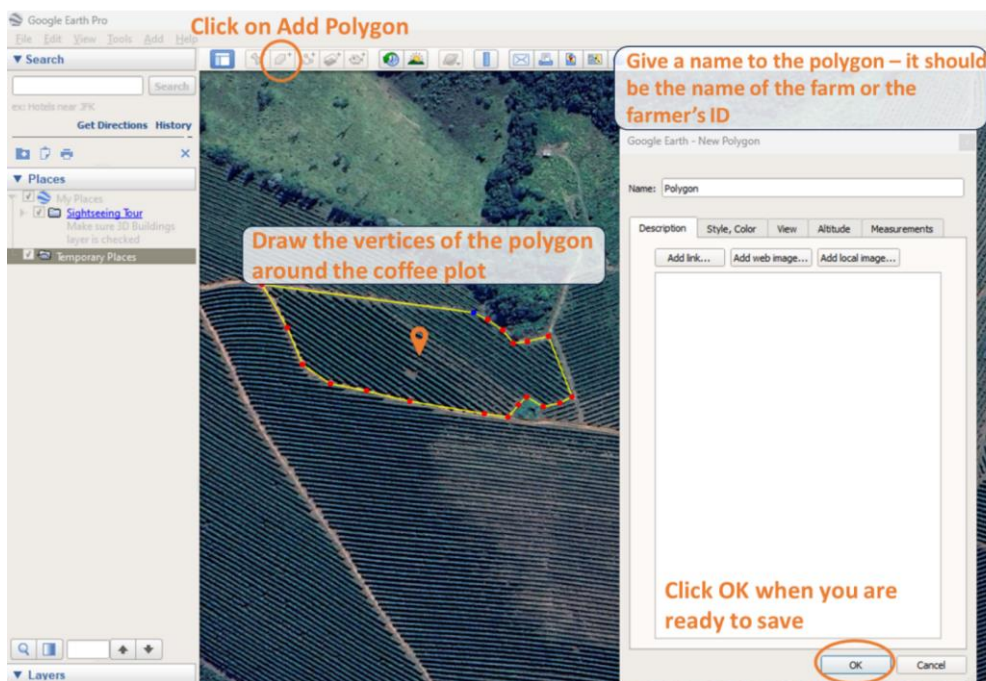 Google Earth Pro
Click on Add Polygon
File Edit View Tools Add Help
▼ Search
Search
ex: Hotels near JFK
Get Directions History
▼ Places
My Places
Sightseeing Tour
Make sure 3D Buildings
layer is checked
Temporary Places
▼ Layers
Draw the vertices of the polygon
around the coffee plot
Give a name to the polygon – it should
be the name of the farm or the
farmer's ID
Google Earth - New Polygon
Name: Polygon
Description Style, Color View Altitude Measurements
Add link... Add web image... Add local image...
Click OK when you are
ready to save
OK Cancel